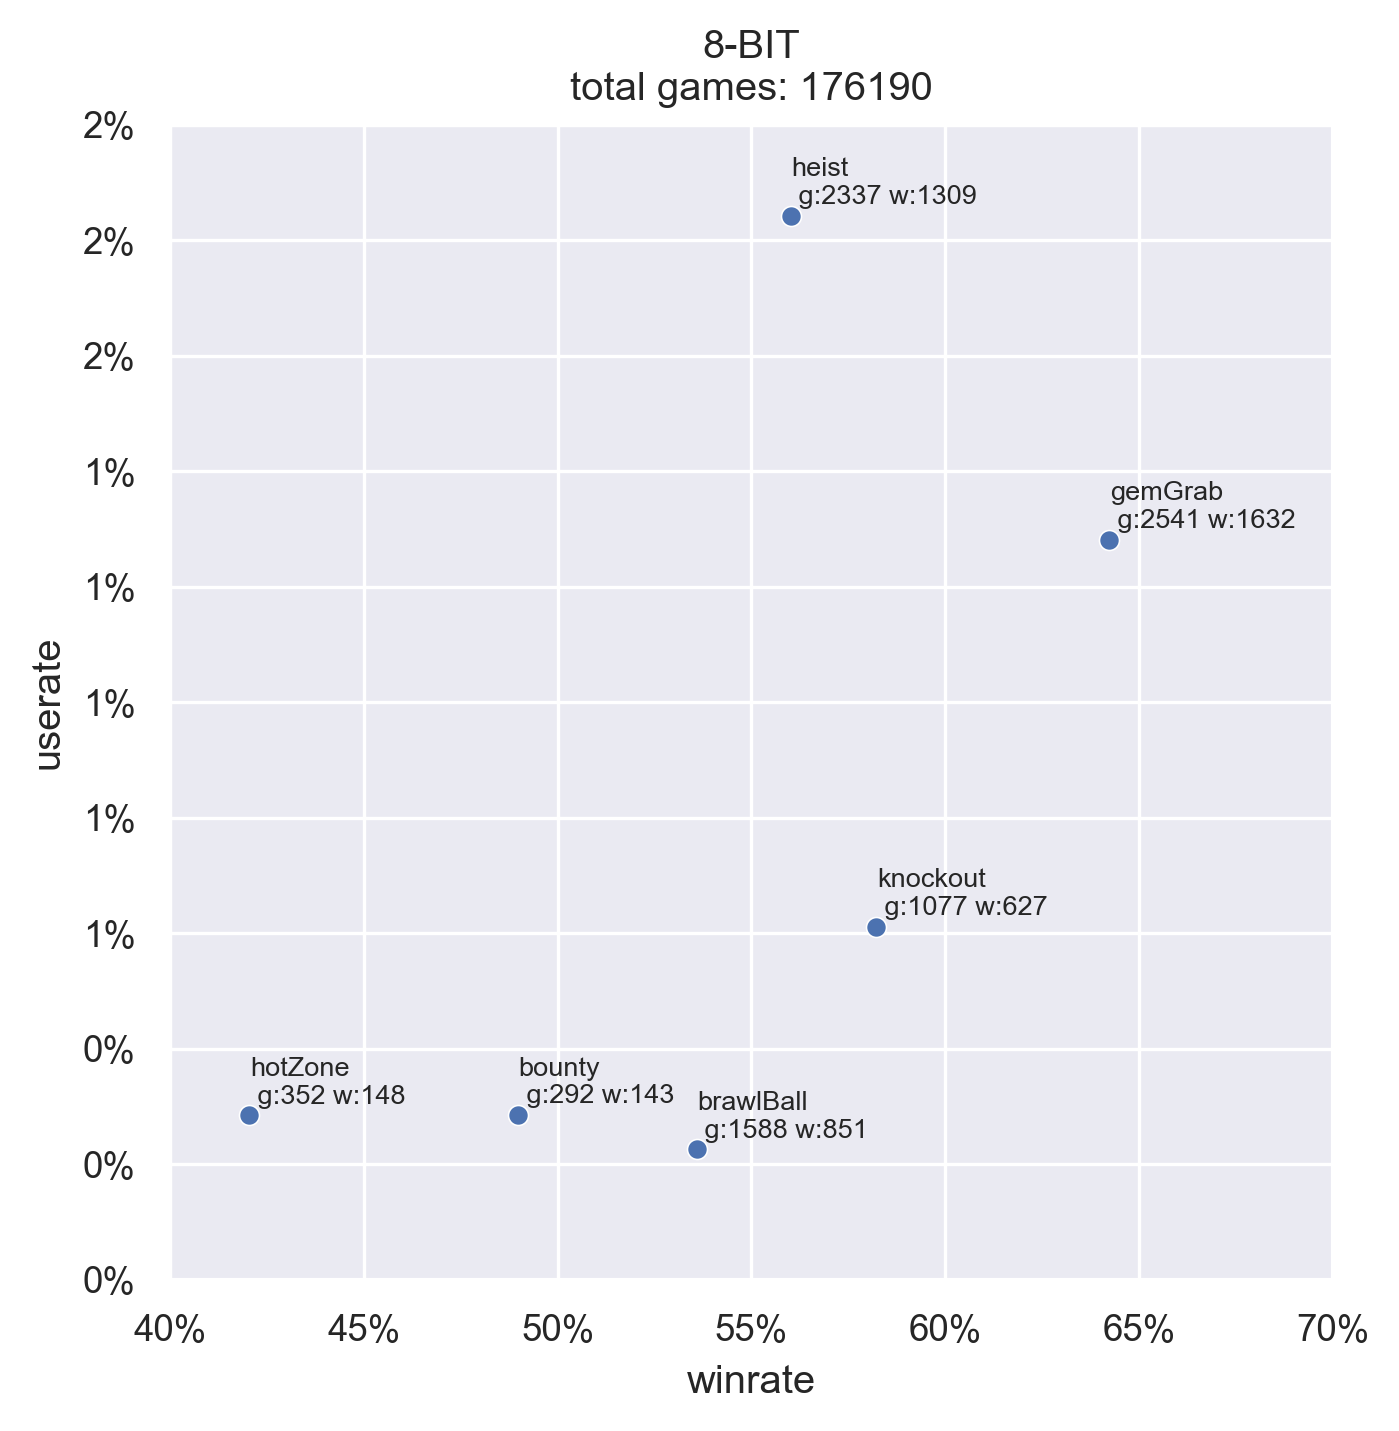 8-BIT
total games: 176190
2%
2%
2%
1%
1%
1%
1%
1%
0%
0%
0%
userate
heist
g:2337 w:1309
gemGrab
g:2541 w:1632
knockout
g:1077 w:627
hotZone
g:352 w:148
bounty
g:292 w:143
brawlBall
g:1588 w:851
40% 45% 50% 55% 60% 65% 70%
winrate